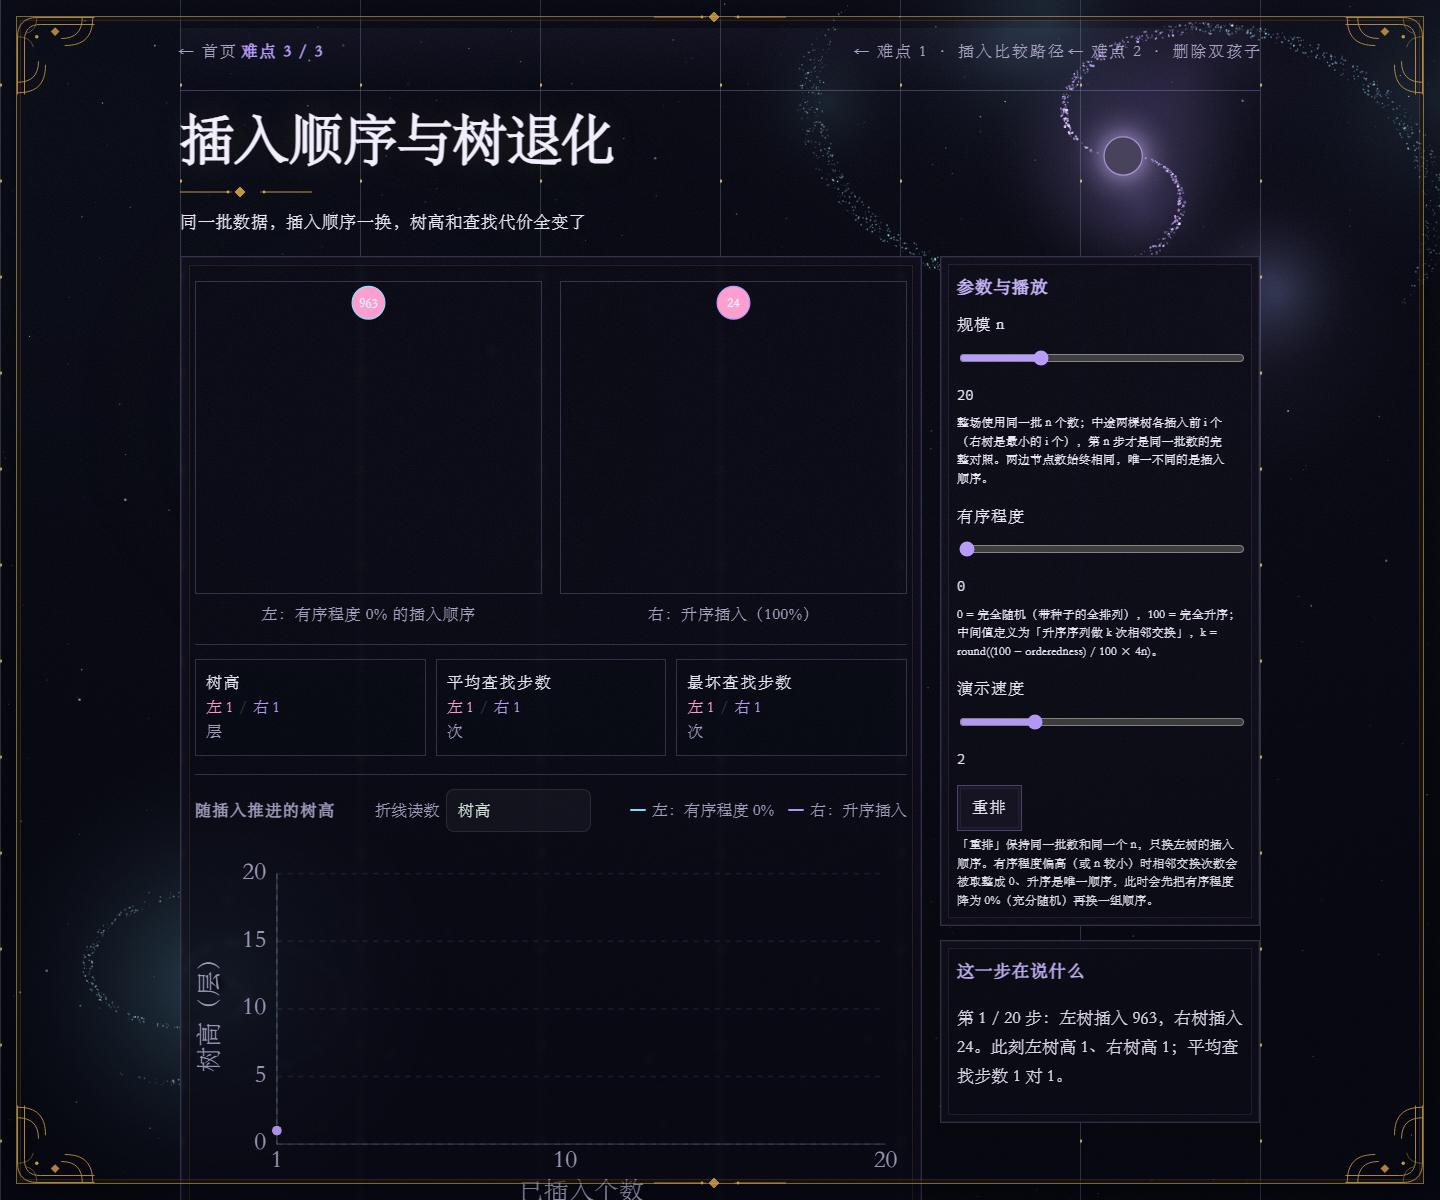 ← 首页 难点 3 / 3
← 难点 1 · 插入比较路径 ← 难点 2 · 删除双孩子
插入顺序与树退化
同一批数据，插入顺序一换，树高和查找代价全变了
963
24
左：有序程度 0% 的插入顺序
右：升序插入（100%）
树高
左 1 / 右 1
层
平均查找步数
左 1 / 右 1
次
最坏查找步数
左 1 / 右 1
次
随插入推进的树高
折线读数 树高
左：有序程度 0%
右：升序插入
20
15
10
5
0
树高（层）
1
10
20
已插入个数
参数与播放
规模 n
20
整场使用同一批 n 个数；中途两棵树各插入前 i 个
（右树是最小的 i 个），第 n 步才是同一批数的完
整对照。两边节点数始终相同，唯一不同的是插入
顺序。
有序程度
0
0 = 完全随机（带种子的全排列），100 = 完全升序；
中间值定义为「升序序列做 k 次相邻交换」，k =
round((100 − orderedness) / 100 × 4n)。
演示速度
2
重排
「重排」保持同一批数和同一个 n，只换左树的插入
顺序。有序程度偏高（或 n 较小）时相邻交换次数会
被取整成 0、升序是唯一顺序，此时会先把有序程度
降为 0%（充分随机）再换一组顺序。
这一步在说什么
第 1 / 20 步：左树插入 963，右树插入
24。此刻左树高 1、右树高 1；平均查
找步数 1 对 1。